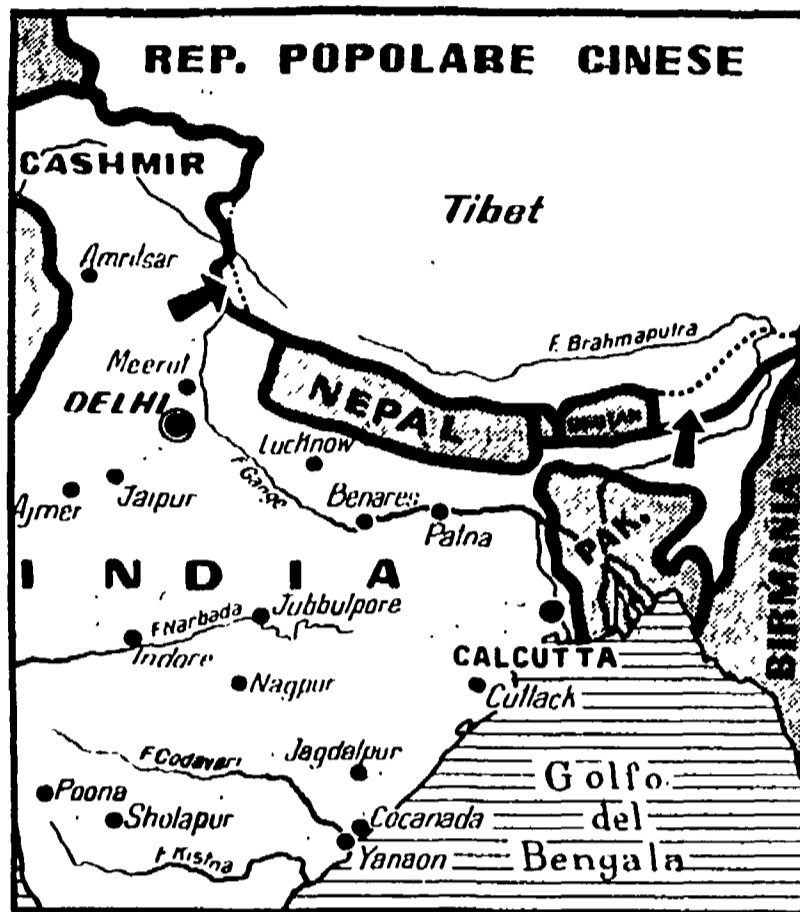 REP. POPOLARE CINESE
CASHMIR
Tibet
Amritsar
F. Brahmaputra
Meerut
DELHI
NEPAL
Lucknow
F. Gange
Ajmer
Jaipur
Benares
Patna
PAK.
BIRMANIA
INDIA
F Narbada
Jubbulpore
Indore
CALCUTTA
Nagpur
Cuttack
F Godavari
Jagdalpur
Golfo
del
Bengala
Poona
Sholapur
Cocanada
Yanaon
F Kistna